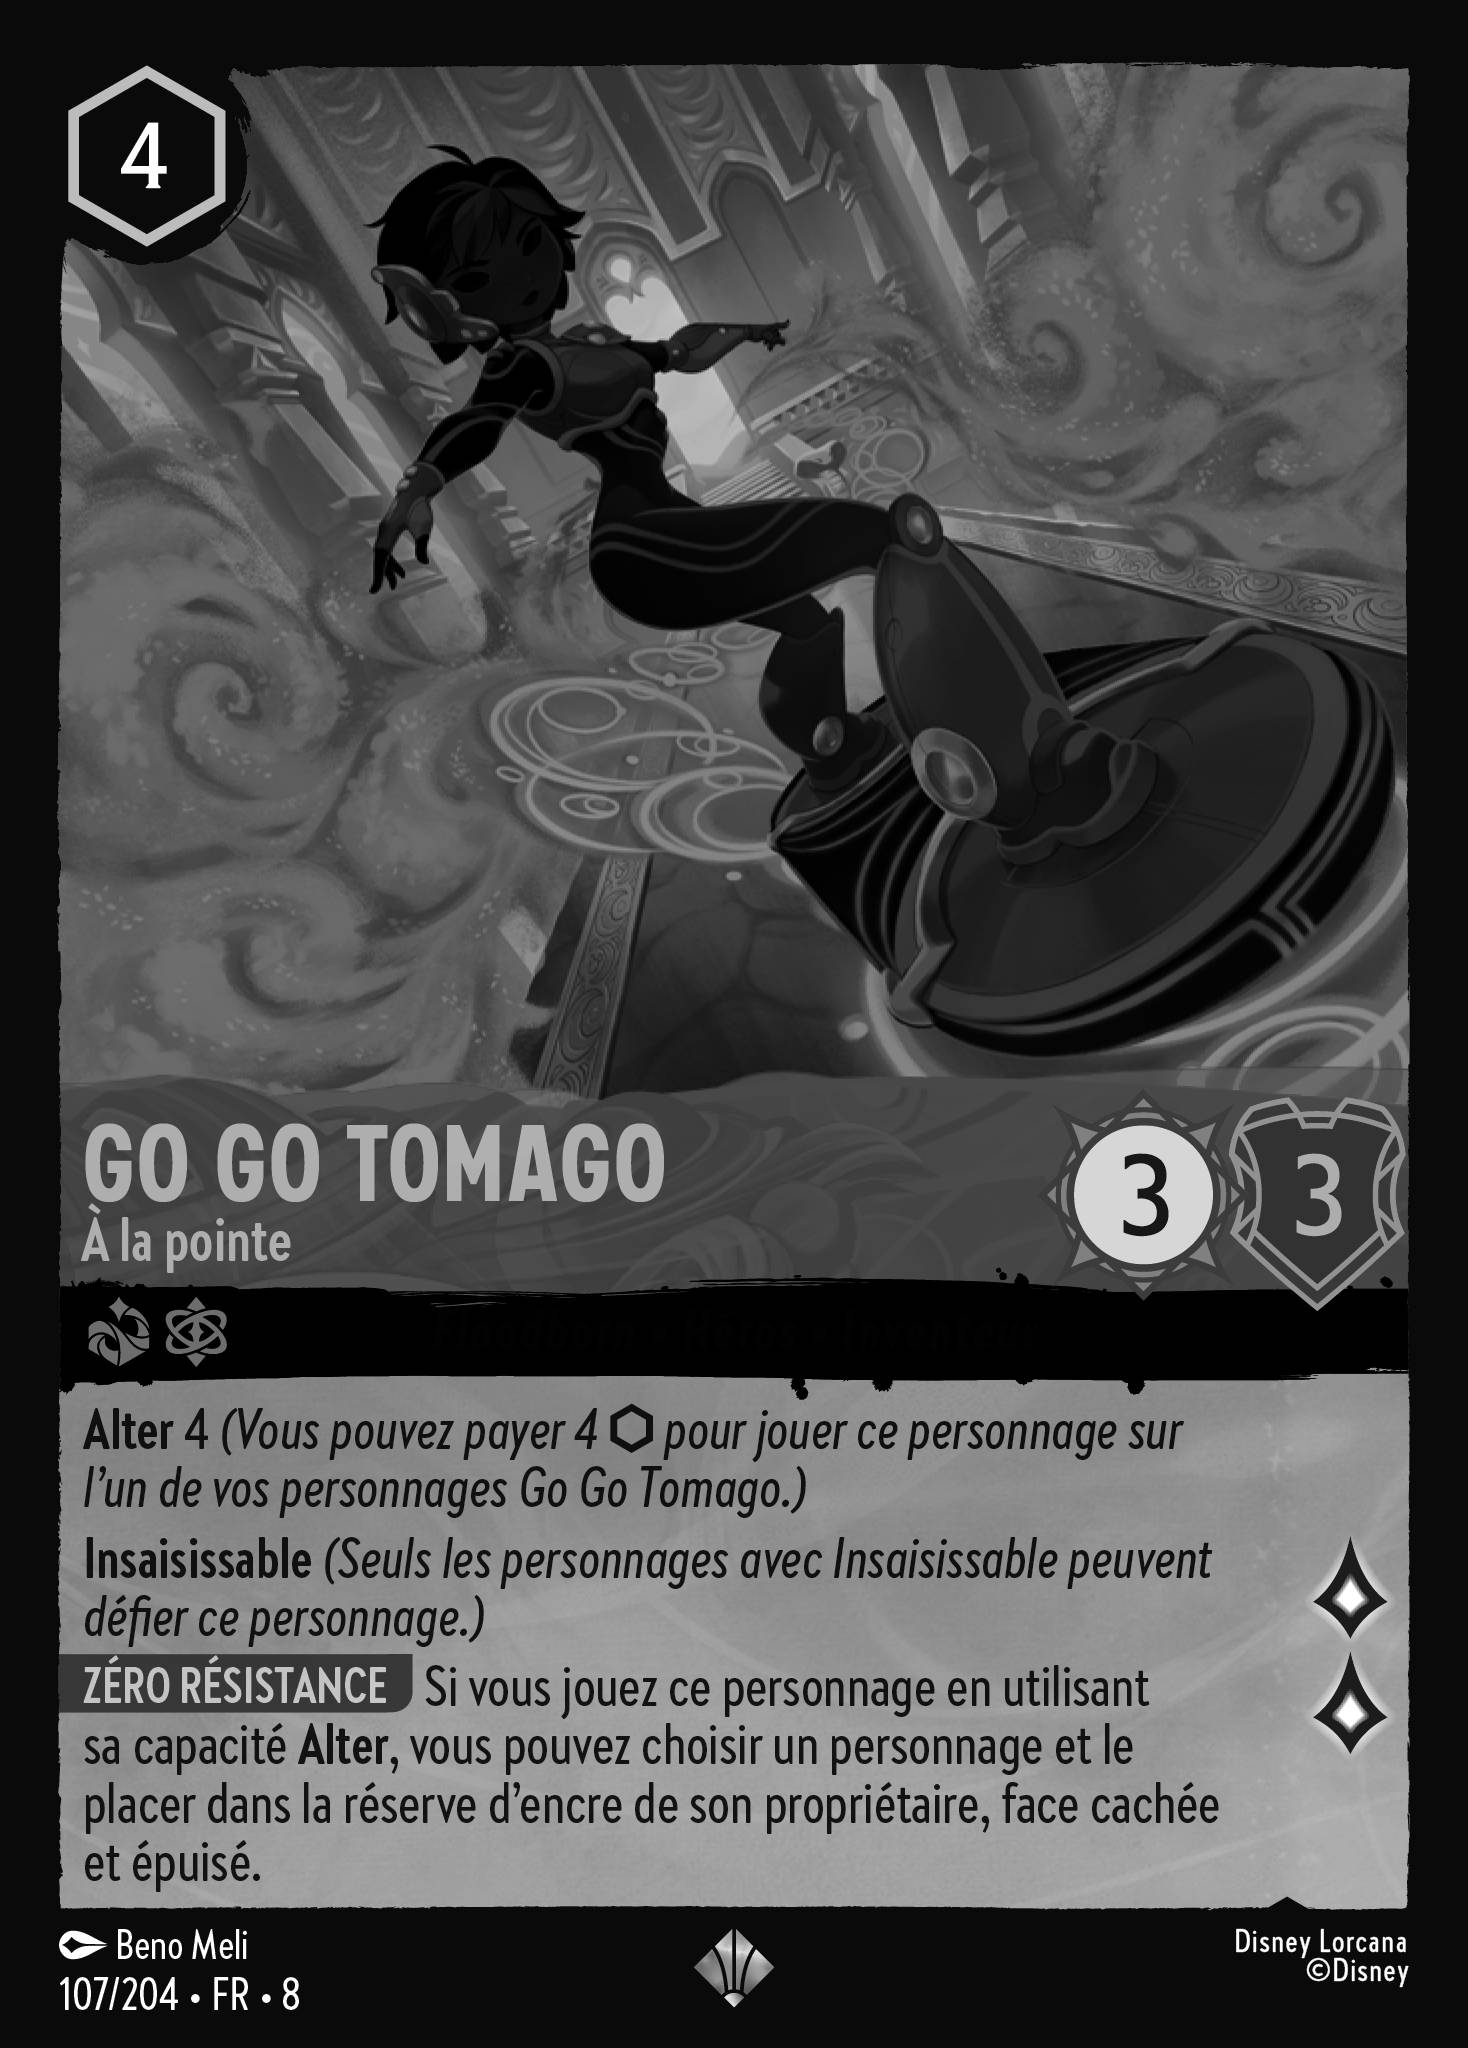 4
GO GO TOMAGO
À la pointe
3 3
Floodborn • Héros • Inventeur
Alter 4 (Vous pouvez payer 4 ⬡ pour jouer ce personnage sur
l'un de vos personnages Go Go Tomago.)
Insaisissable (Seuls les personnages avec Insaisissable peuvent
défier ce personnage.)
ZÉRO RÉSISTANCE Si vous jouez ce personnage en utilisant
sa capacité Alter, vous pouvez choisir un personnage et le
placer dans la réserve d'encre de son propriétaire, face cachée
et épuisé.
Beno Meli
107/204 • FR • 8
Disney Lorcana
©Disney